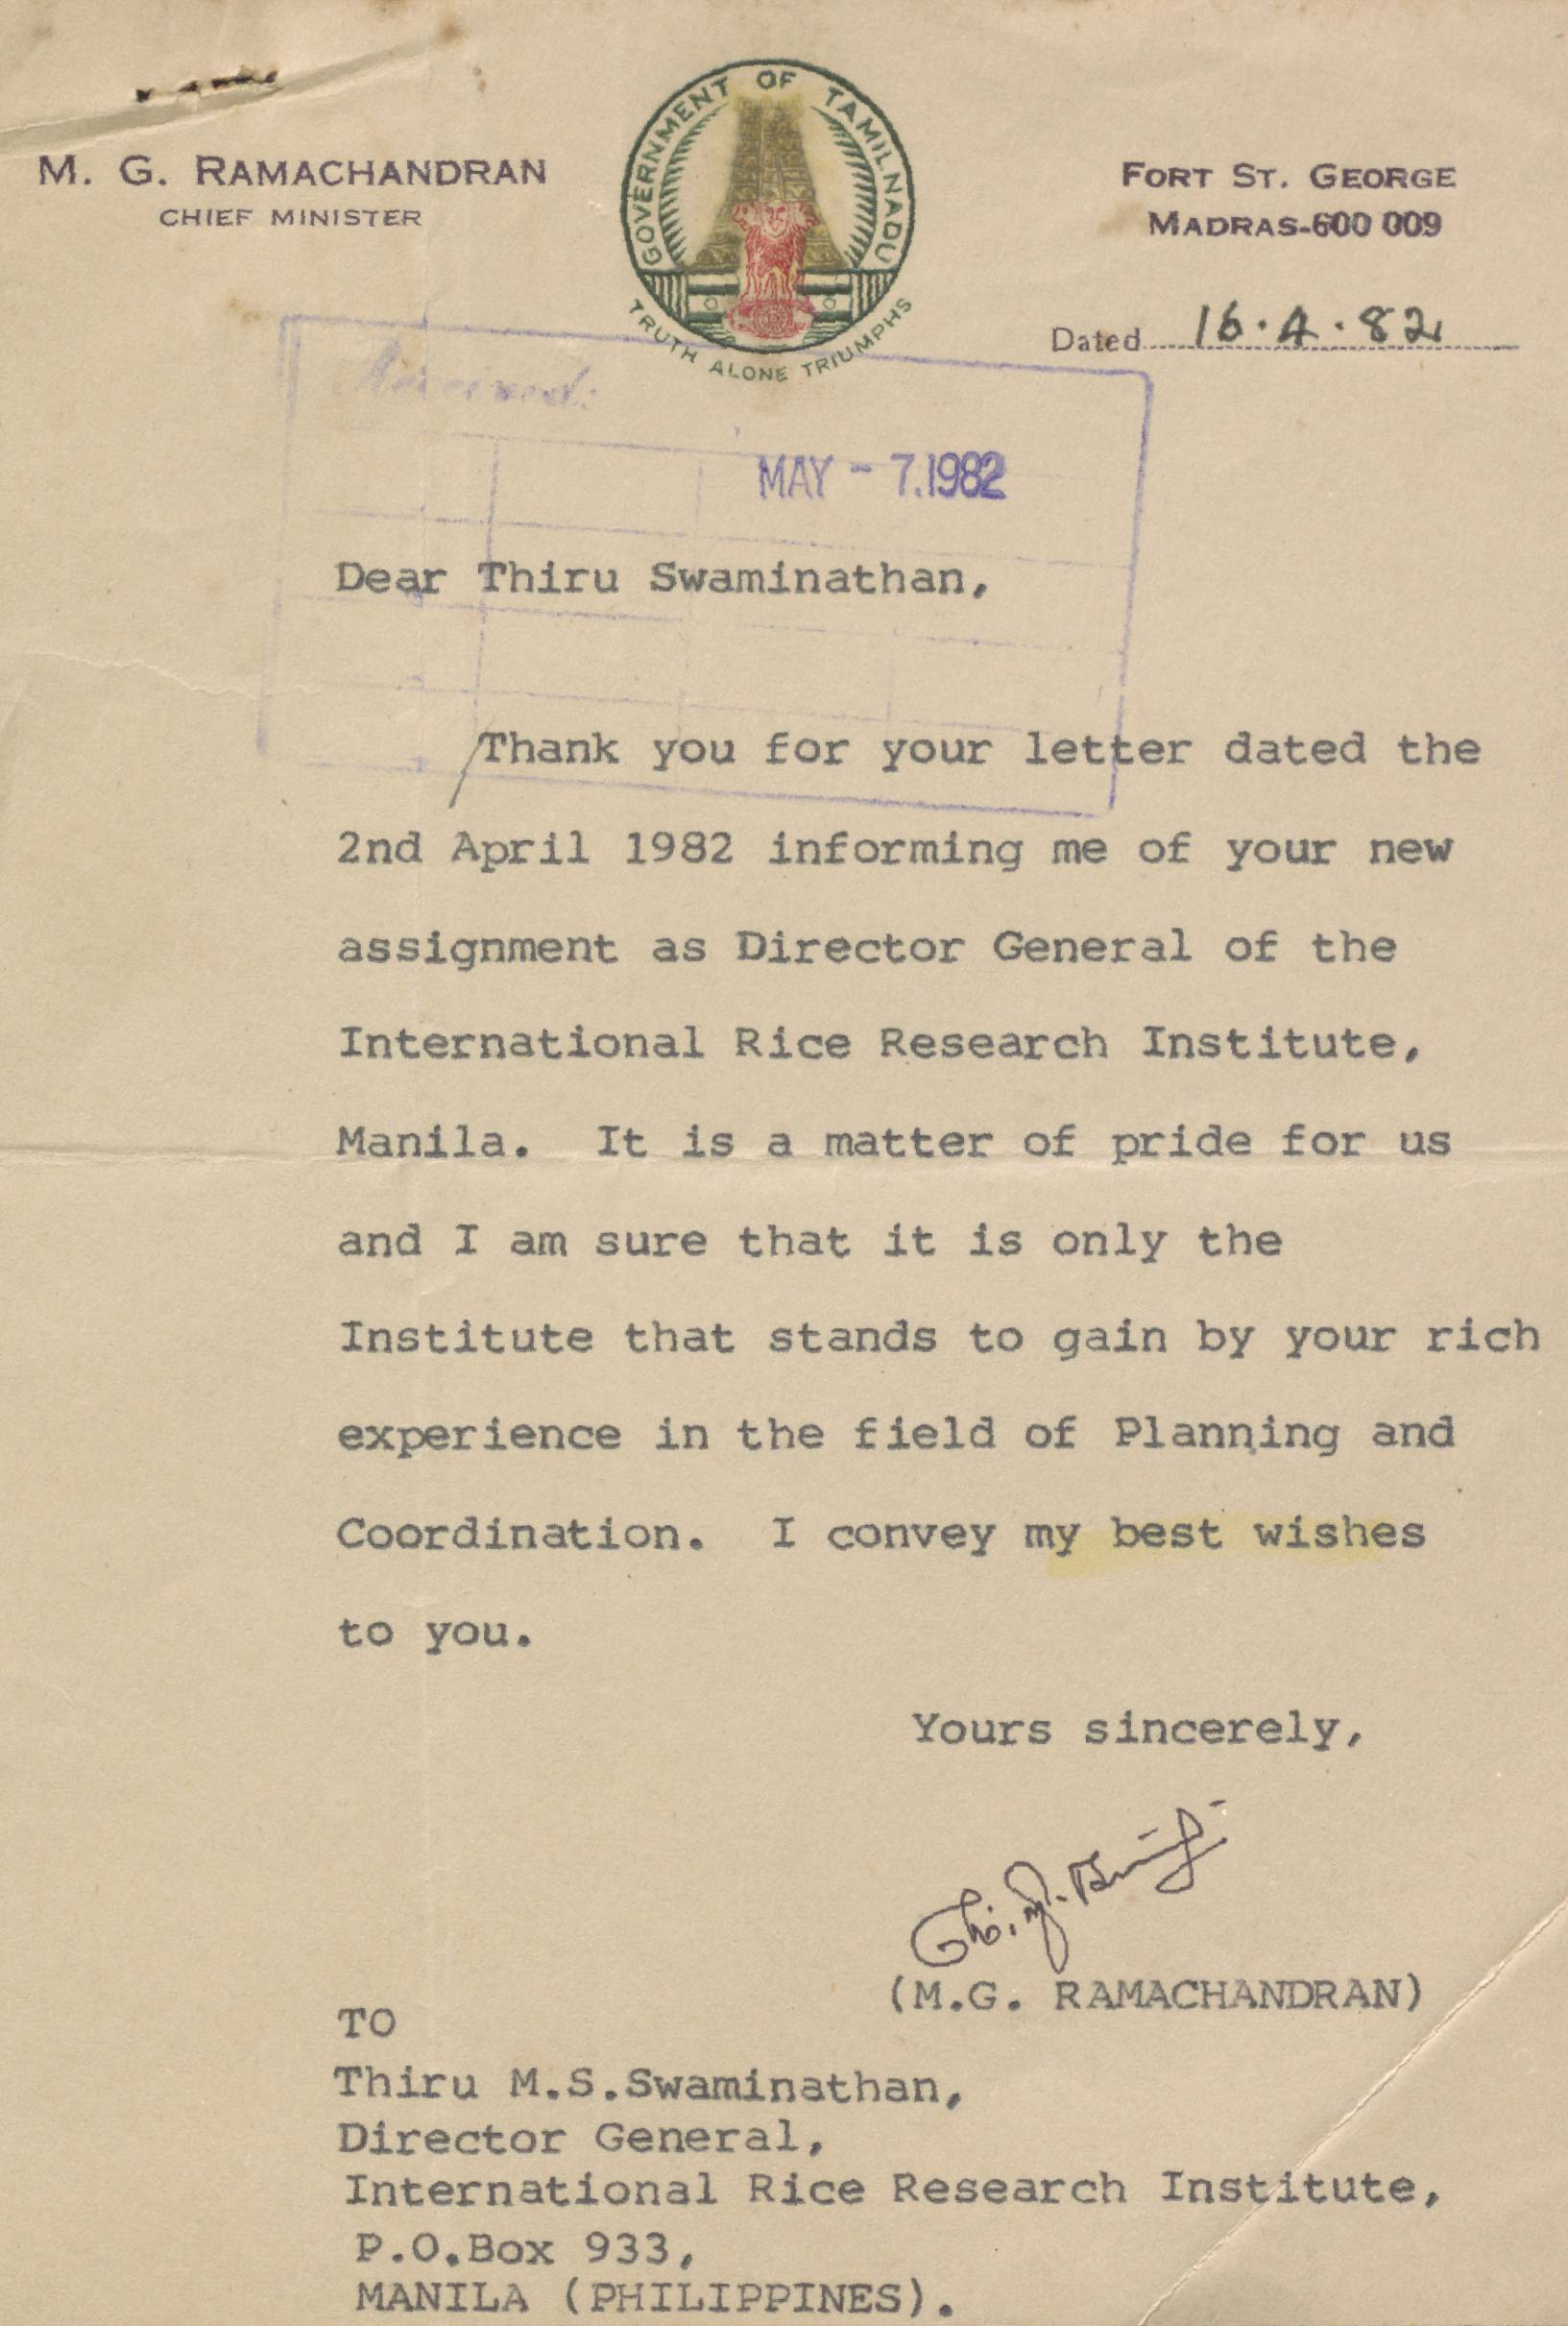 M. G. RAMACHANDRAN
CHIEF MINISTER
GOVERNMENT OF TAMILNADU
TRUTH ALONE TRIUMPHS
FORT ST. GEORGE
MADRAS-600 009
Dated 16.4.82
Received:
MAY - 7.1982
Dear Thiru Swaminathan,
Thank you for your letter dated the
2nd April 1982 informing me of your new
assignment as Director General of the
International Rice Research Institute,
Manila. It is a matter of pride for us
and I am sure that it is only the
Institute that stands to gain by your rich
experience in the field of Planning and
Coordination. I convey my best wishes
to you.
Yours sincerely,
(M.G. RAMACHANDRAN)
TO
Thiru M.S.Swaminathan,
Director General,
International Rice Research Institute,
P.O.Box 933,
MANILA (PHILIPPINES).